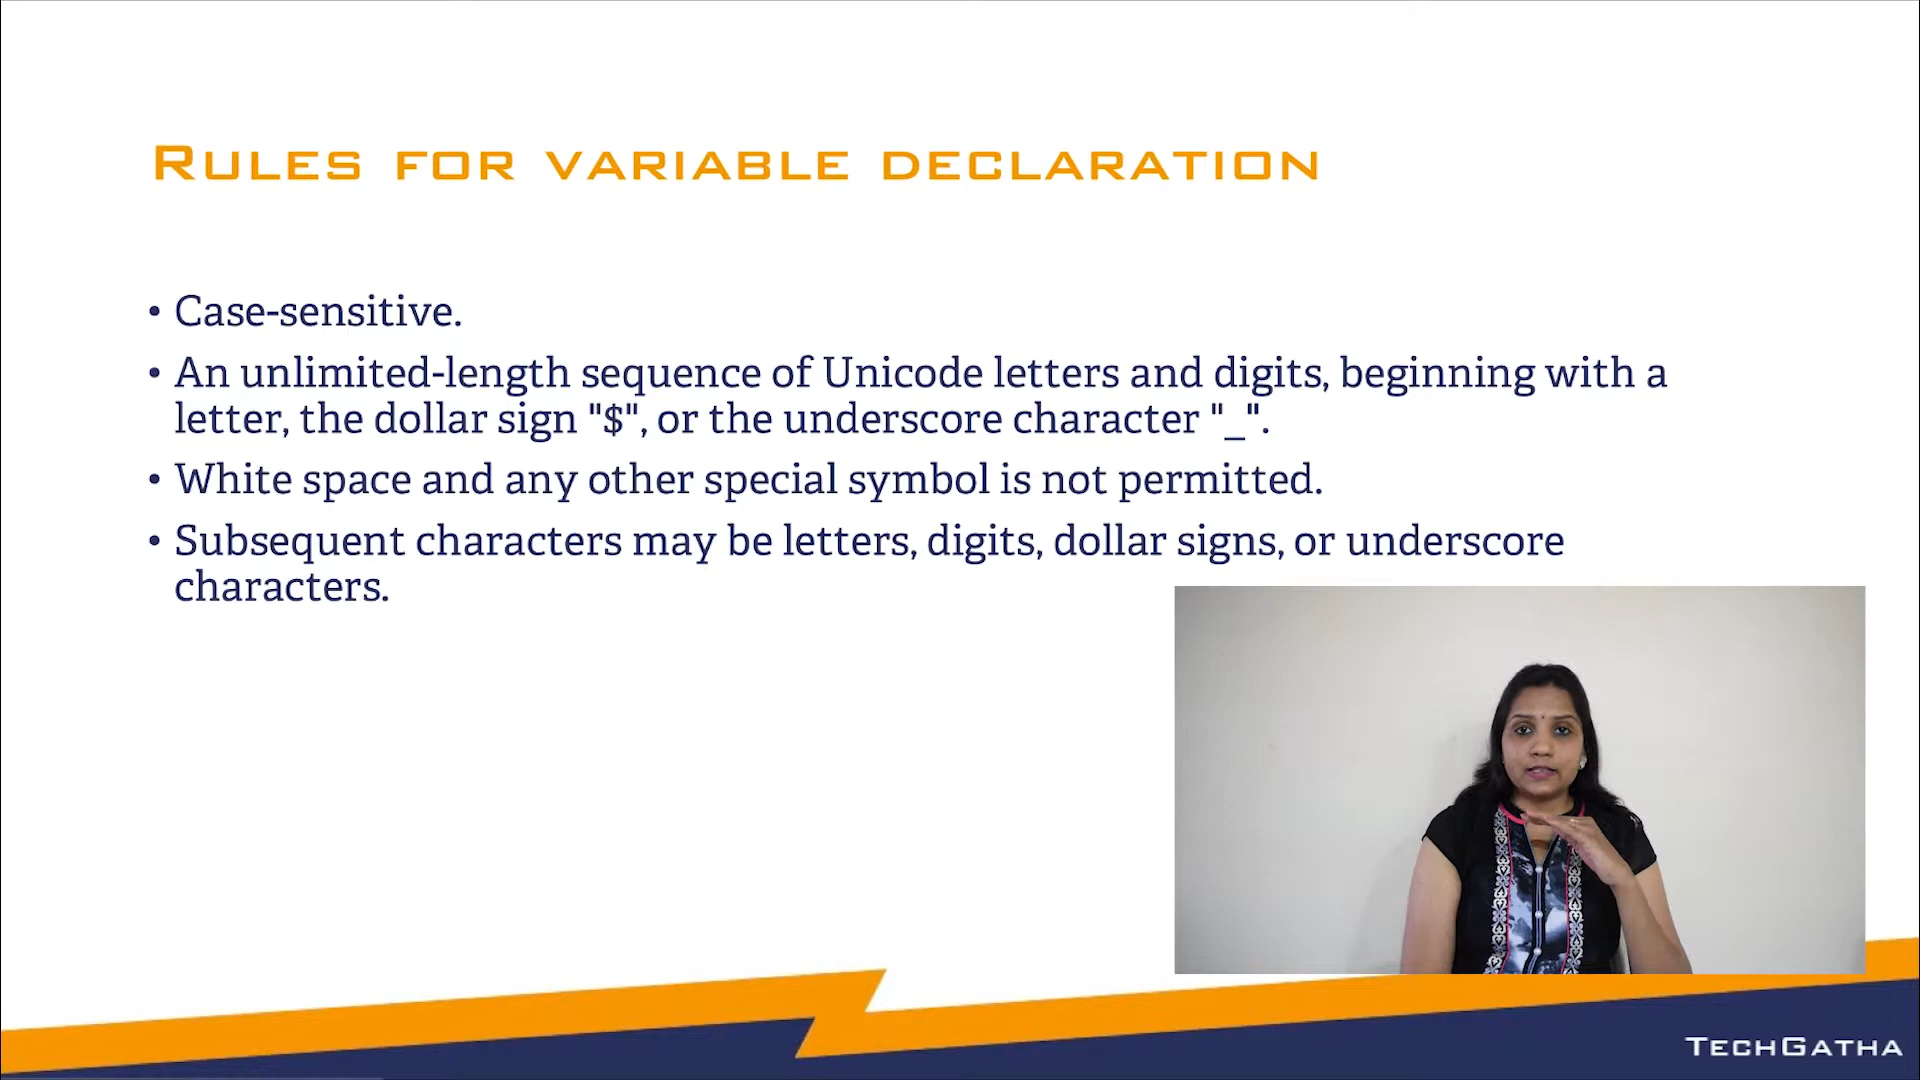 Rules for variable declaration
• Case-sensitive.
• An unlimited-length sequence of Unicode letters and digits, beginning with a
letter, the dollar sign "$", or the underscore character "_".
• White space and any other special symbol is not permitted.
• Subsequent characters may be letters, digits, dollar signs, or underscore
characters.
TechGatha